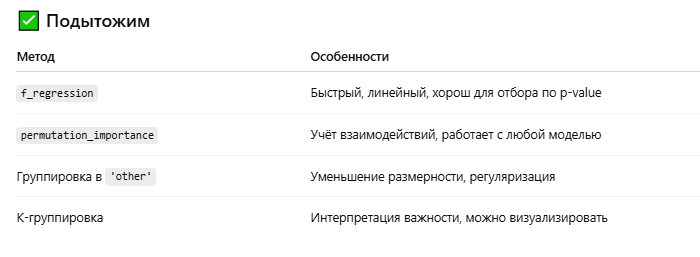 ✅ Подытожим
Метод Особенности
f_regression Быстрый, линейный, хорош для отбора по p-value
permutation_importance Учёт взаимодействий, работает с любой моделью
Группировка в 'other' Уменьшение размерности, регуляризация
К-группировка Интерпретация важности, можно визуализировать